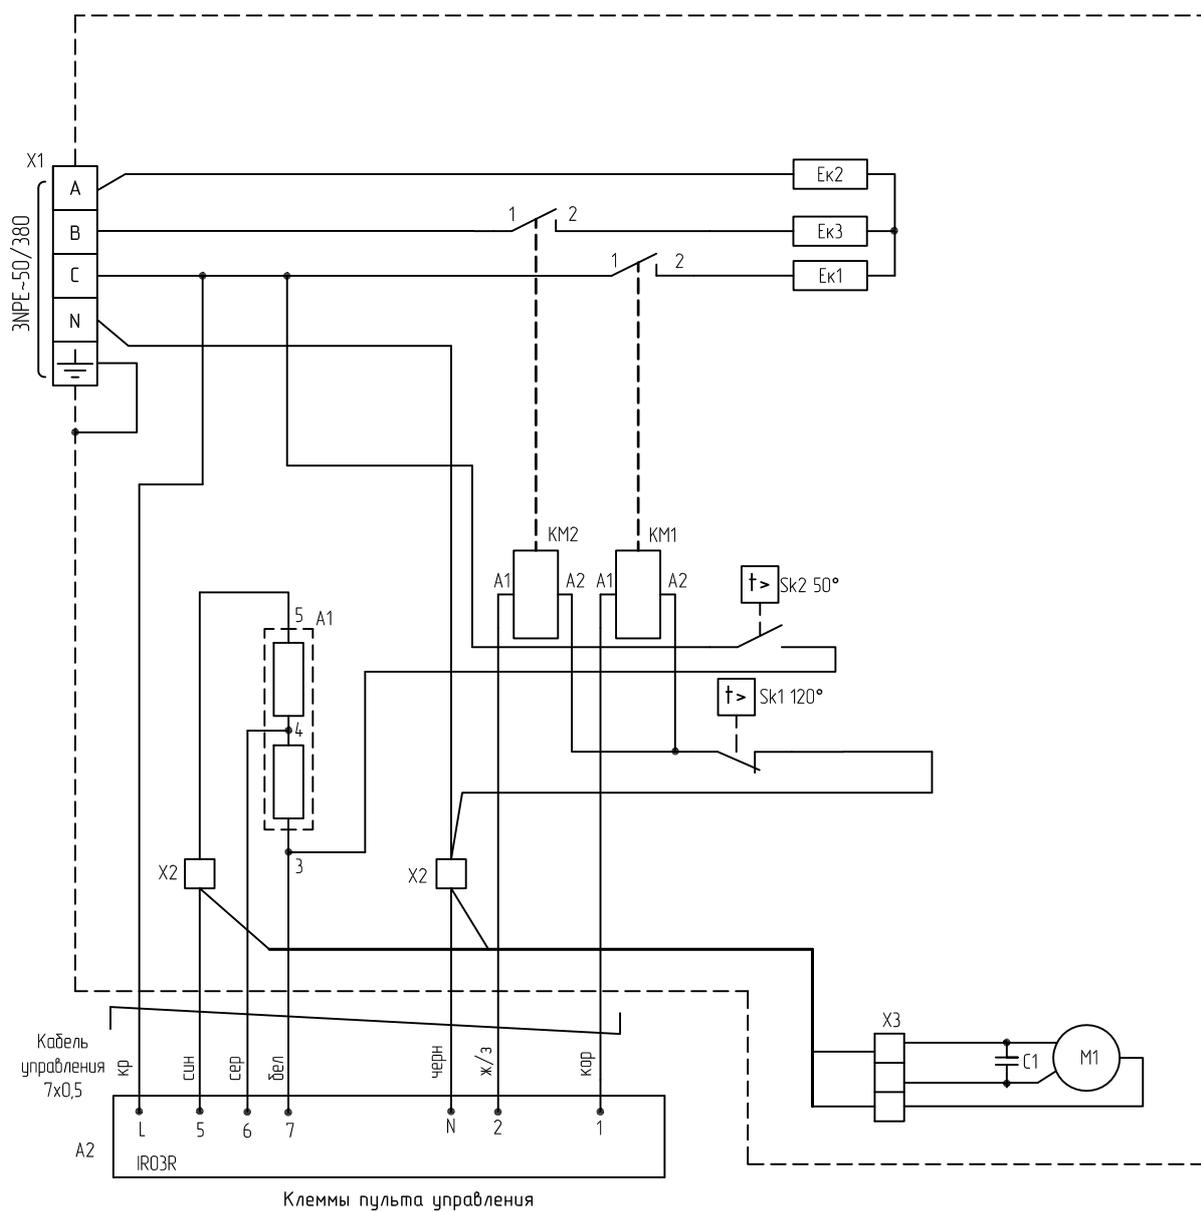 X1
A
B
C
N
3NPE~50/380
Ек2
1
2
Ек3
1
2
Ек1
KM2
KM1
A1
A2
A1
A2
t>
Sk2 50°
5
A1
t>
Sk1 120°
4
3
X2
X2
X3
C1
M1
Кабель
управления
7х0,5
кр
син
сер
бел
черн
ж/з
кор
L
5
6
7
N
2
1
A2
IR03R
Клеммы пульта управления